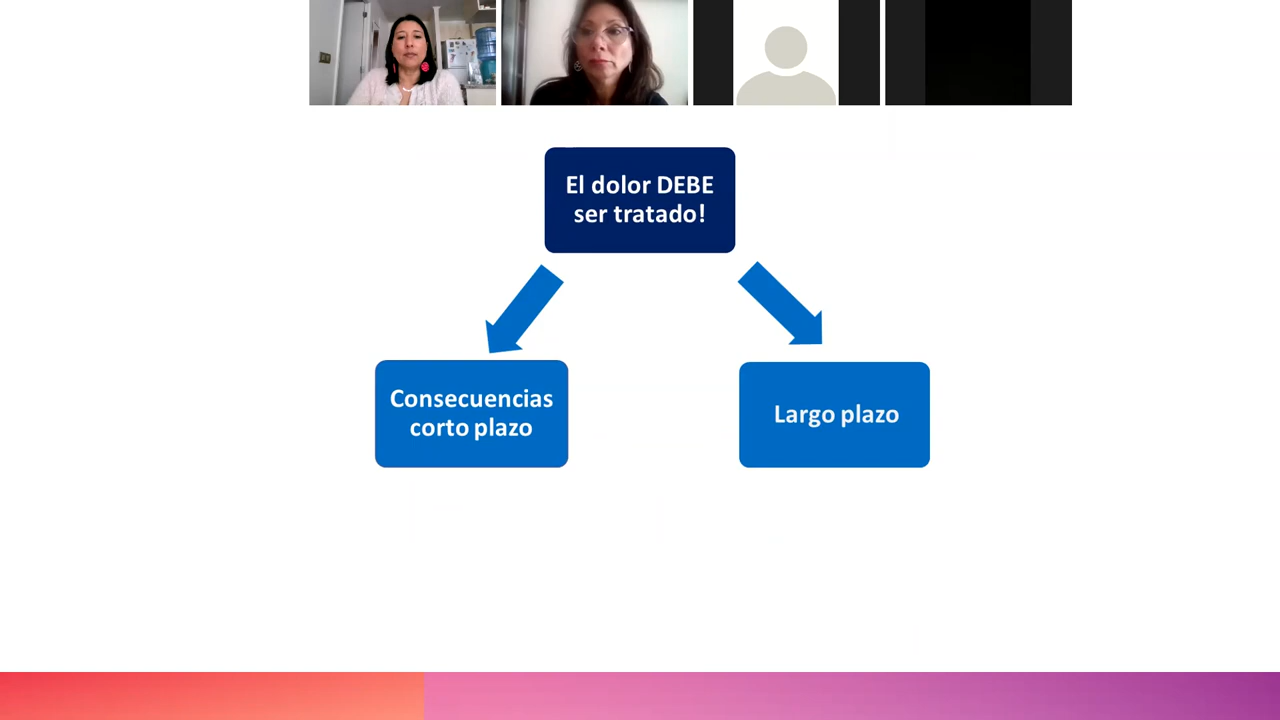 El dolor DEBE
ser tratado!
Consecuencias
corto plazo
Largo plazo